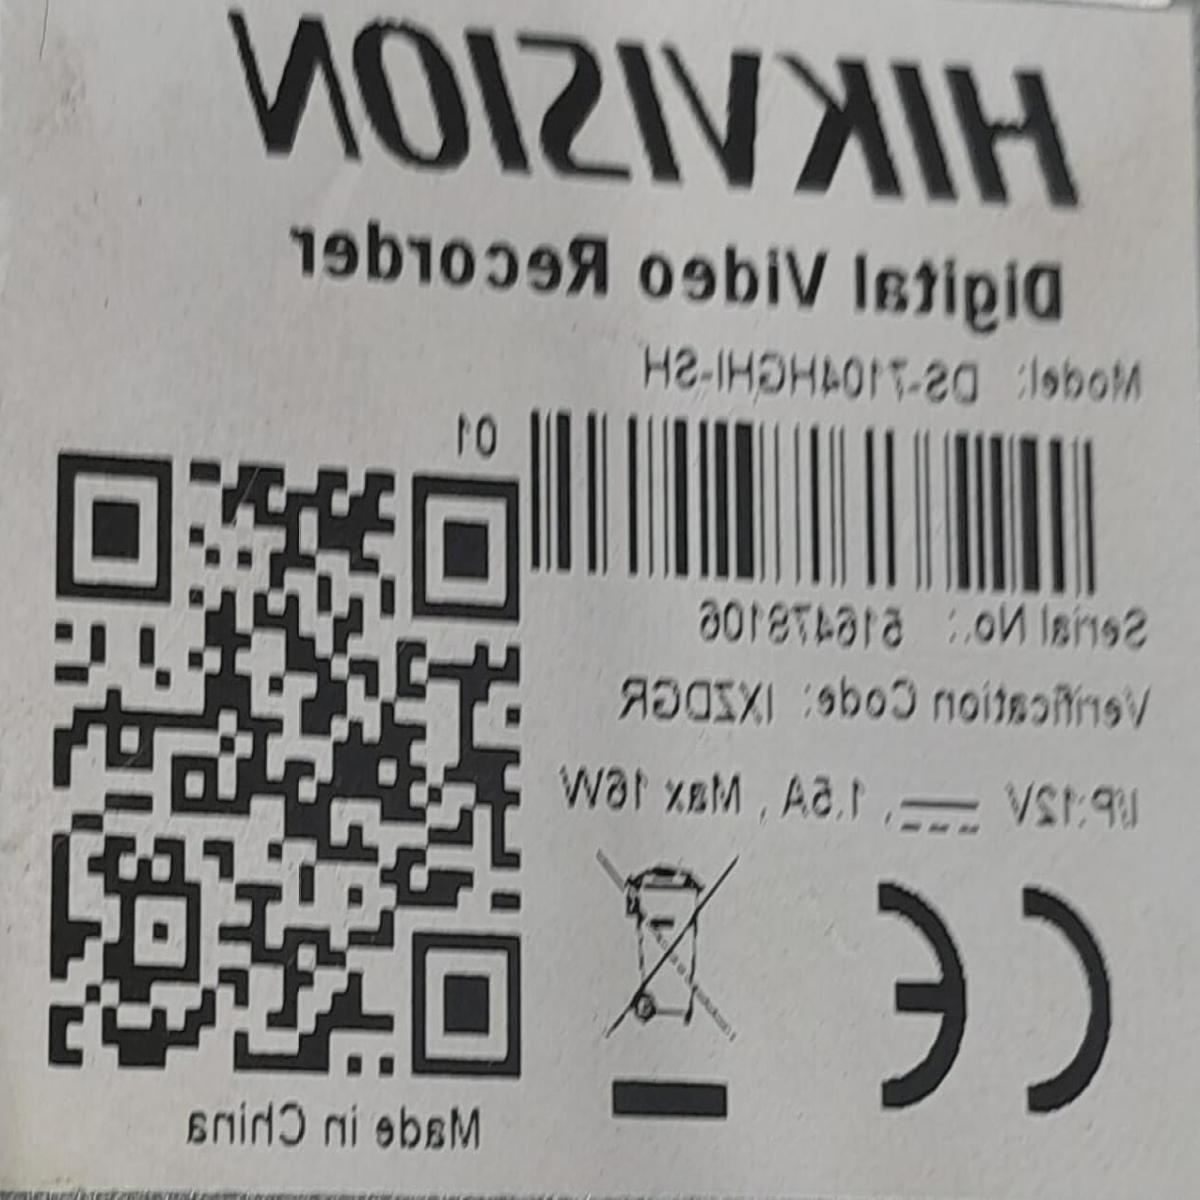 HIKVISION
Digital Video Recorder
Model: DS-7104HGHI-SH
01
Serial No.: 516478106
Verification Code: IXZDGR
I/P:12V ⎓, 1.5A, Max 16W
CE
Made in China